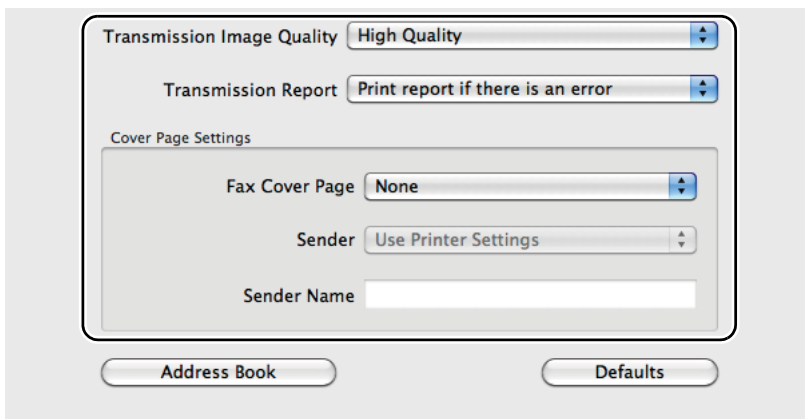 Transmission Image Quality High Quality
Transmission Report Print report if there is an error
Cover Page Settings
Fax Cover Page None
Sender Use Printer Settings
Sender Name
Address Book Defaults